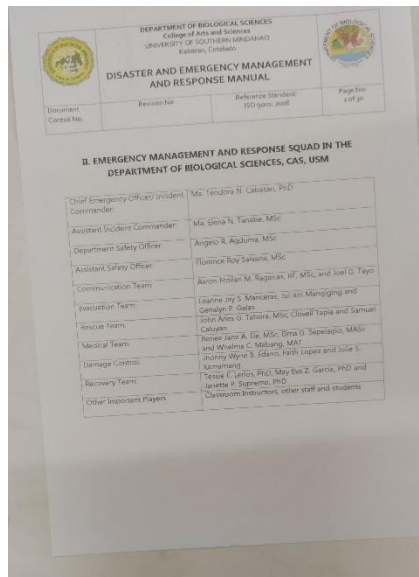 DEPARTMENT OF BIOLOGICAL SCIENCES
College of Arts and Sciences
UNIVERSITY OF SOUTHERN MINDANAO
Kabacan, Cotabato
DISASTER AND EMERGENCY MANAGEMENT
AND RESPONSE MANUAL
Document
Control No.
Revision No
Reference Standard:
ISO 9001: 2008
Page No:
II. EMERGENCY MANAGEMENT AND RESPONSE SQUAD IN THE
DEPARTMENT OF BIOLOGICAL SCIENCES, CAS, USM
Chief Emergency Officer/ Incident
Commander:
Ma. Teodora N. Cabasan, PhD
Assistant Incident Commander:
Ma. Elena N. Tanabe, MSc
Department Safety Officer:
Angelo R. Agduma, MSc
Assistant Safety Officer:
Florence Roy Salvana, MSc
Communication Team:
Aaron Froilan M. Raganas, RF, MSc, and Joel G. Tayo
Evacuation Team:
Leanne Jay S. Manceras, Manqiging and
Genalyn P. Galas
Rescue Team:
John Aries G. Tabora, MSc, Clovell Tapia and Samuel
Caluyan
Medical Team:
Renee Jane A. Ele, MSc, Elma G. Sepelagio, MASc
and Whelma C. Mabang, MAT
Damage Control:
Jhonny Wyne B. Edano, Faith Lopez and Julie S.
Recovery Team:
Tessie E. Lerios, PhD, May Eva Z. Garcia, PhD and
Janette P. Supremo, PhD
Other Important Players
Classroom Instructors, other staff and students